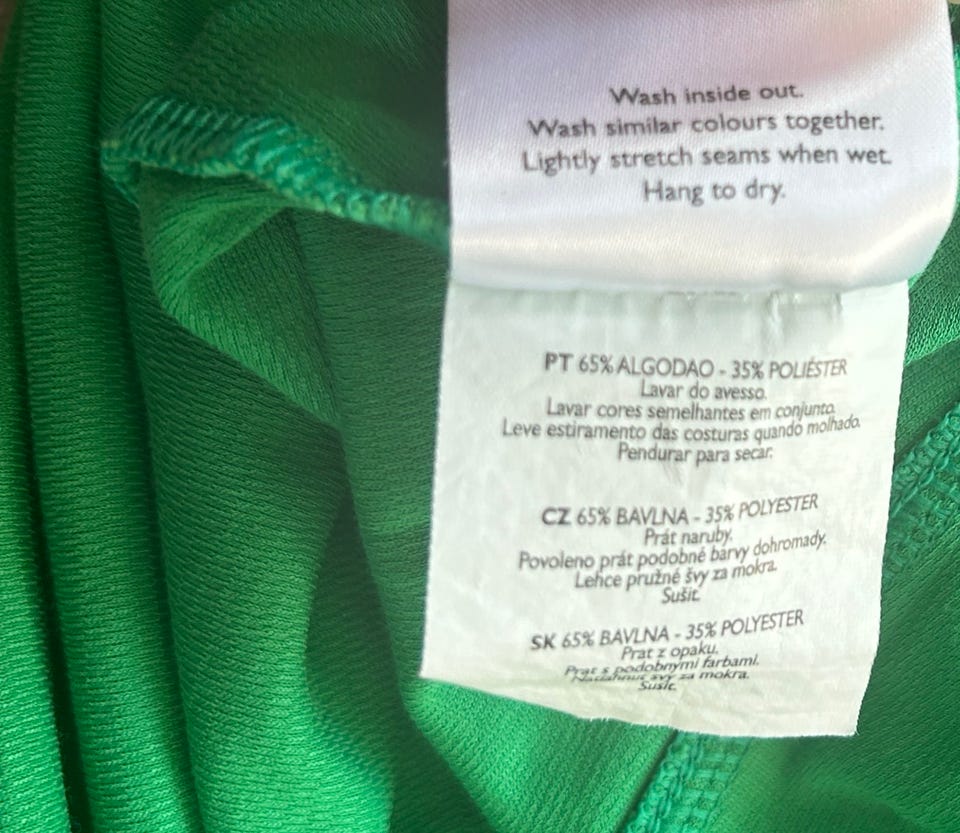 Wash inside out.
Wash similar colours together.
Lightly stretch seams when wet.
Hang to dry.
PT 65% ALGODAO - 35% POLIÉSTER
Lavar do avesso.
Lavar cores semelhantes em conjunto.
Leve estiramento das costuras quando molhado.
Pendurar para secar.
CZ 65% BAVLNA - 35% POLYESTER
Prát naruby.
Povoleno prát podobné barvy dohromady.
Lehce pružné švy za mokra.
Sušit.
SK 65% BAVLNA - 35% POLYESTER
Prat z opaku.
Prat s podobnými farbami.
Natiahnut svy za mokra.
Susic.